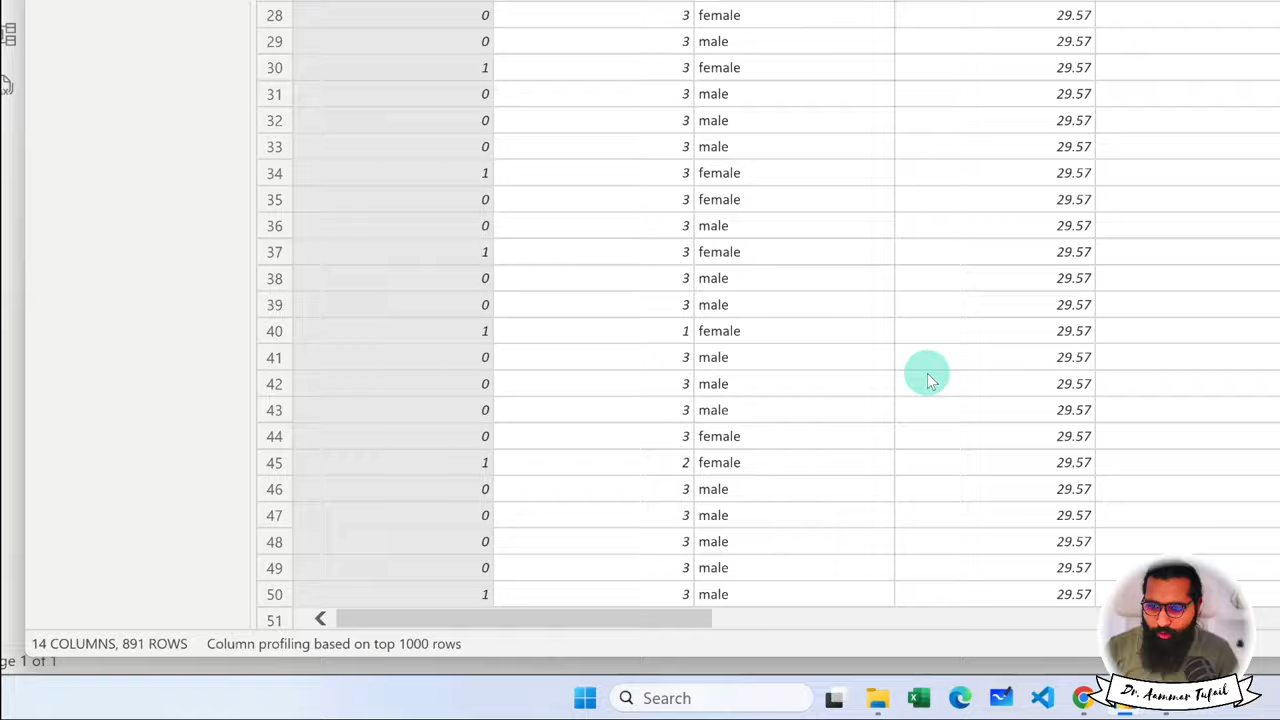 28 0 3 female 29.57
29 0 3 male 29.57
30 1 3 female 29.57
31 0 3 male 29.57
32 0 3 male 29.57
33 0 3 male 29.57
34 1 3 female 29.57
35 0 3 female 29.57
36 0 3 male 29.57
37 1 3 female 29.57
38 0 3 male 29.57
39 0 3 male 29.57
40 1 1 female 29.57
41 0 3 male 29.57
42 0 3 male 29.57
43 0 3 male 29.57
44 0 3 female 29.57
45 1 2 female 29.57
46 0 3 male 29.57
47 0 3 male 29.57
48 0 3 male 29.57
49 0 3 male 29.57
50 1 3 male 29.57
51
14 COLUMNS, 891 ROWS Column profiling based on top 1000 rows
ge 1 of 1
Search
Dr. Aammar Tufail